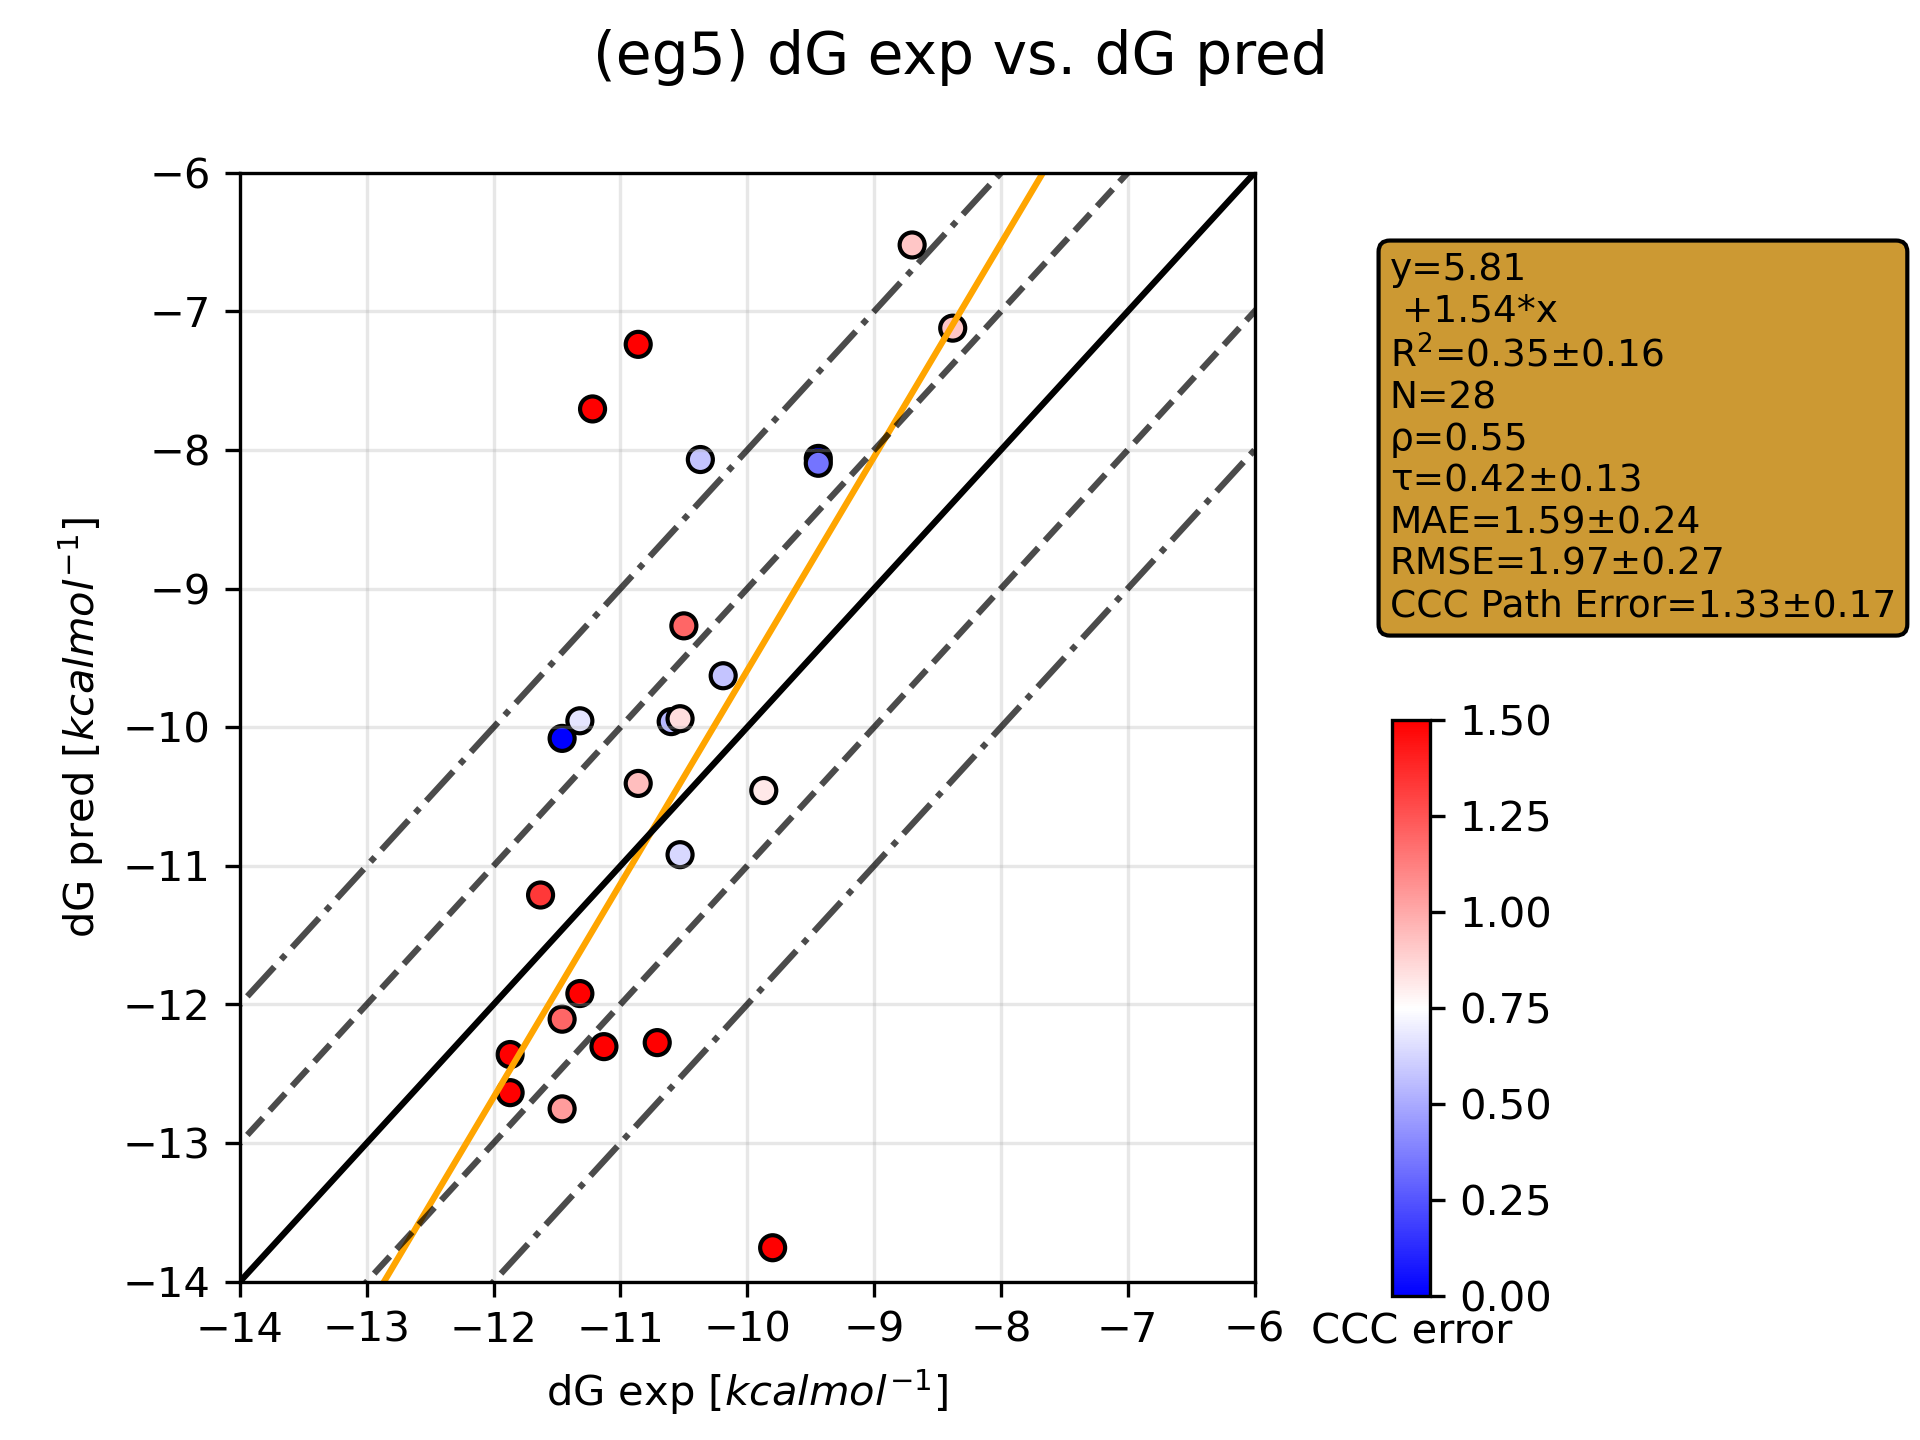 (eg5) dG exp vs. dG pred
−6
−7
−8
−9
−10
−11
−12
−13
−14
dG pred [kcalmol⁻¹]
−14 −13 −12 −11 −10 −9 −8 −7 −6
dG exp [kcalmol⁻¹]
y=5.81
+1.54*x
R²=0.35±0.16
N=28
ρ=0.55
τ=0.42±0.13
MAE=1.59±0.24
RMSE=1.97±0.27
CCC Path Error=1.33±0.17
1.50
1.25
1.00
0.75
0.50
0.25
0.00
CCC error